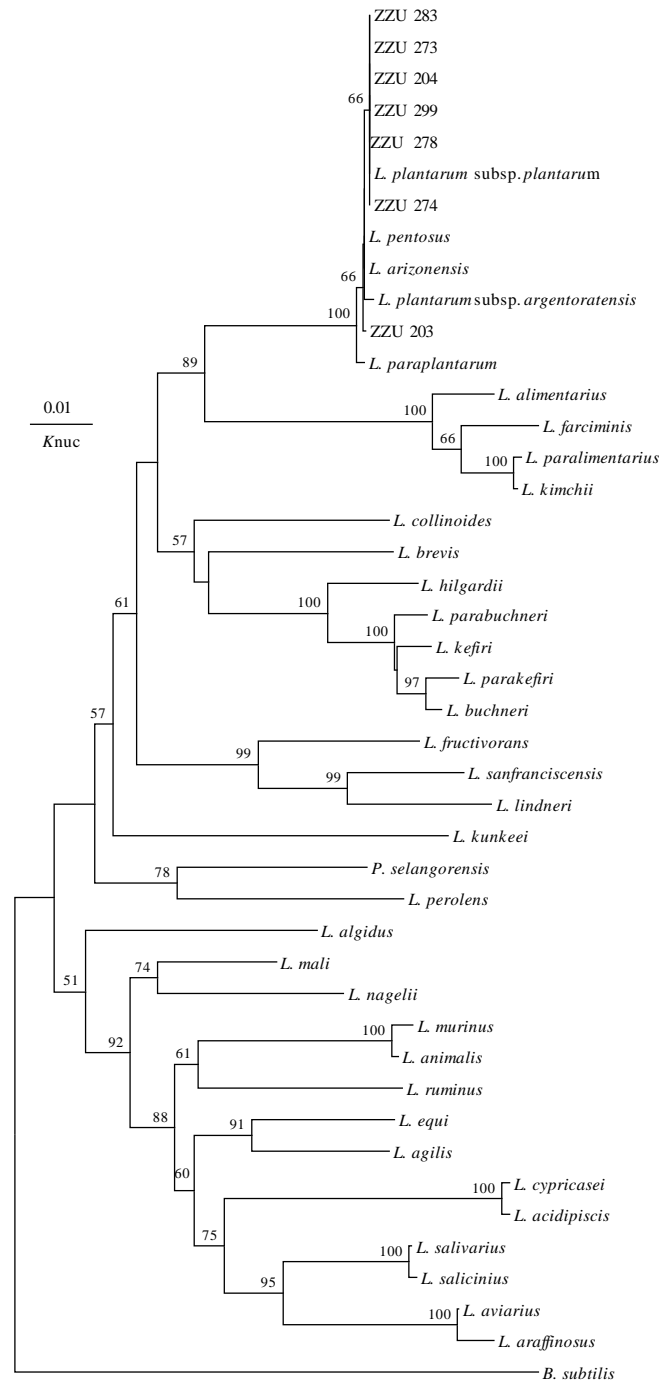 ZZU 283
ZZU 273
ZZU 204
66
ZZU 299
ZZU 278
L. plantarum subsp. plantarum
ZZU 274
L. pentosus
L. arizonensis
66
L. plantarum subsp. argentoratensis
100
ZZU 203
89
L. paraplantarum
L. alimentarius
0.01
100
L. farciminis
Knuc
66
L. paralimentarius
100
L. kimchii
L. collinoides
57
L. brevis
L. hilgardii
61
100
L. parabuchneri
100
L. kefiri
L. parakefiri
97
L. buchneri
57
L. fructivorans
99
L. sanfranciscensis
99
L. lindneri
L. kunkeei
P. selangorensis
78
L. perolens
L. algidus
L. mali
74
51
L. nagelii
L. murinus
100
92
L. animalis
61
L. ruminus
88
L. equi
91
L. agilis
60
L. cypricasei
100
L. acidipiscis
75
L. salivarius
100
L. salicinius
95
L. aviarius
100
L. araffinosus
B. subtilis